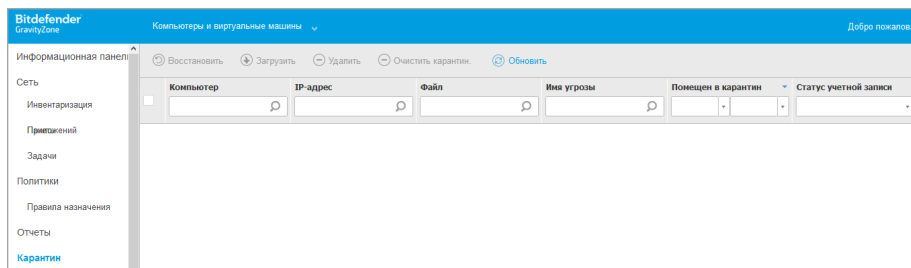 Bitdefender
GravityZone
Компьютеры и виртуальные машины
Добро пожалов
Информационная панел
Восстановить Загрузить Удалить Очистить карантин. Обновить
Сеть
Компьютер IP-адрес Файл Имя угрозы Помещен в карантин Статус учетной записи
Инвентаризация
Задачи
Политики
Правила назначения
Отчеты
Карантин